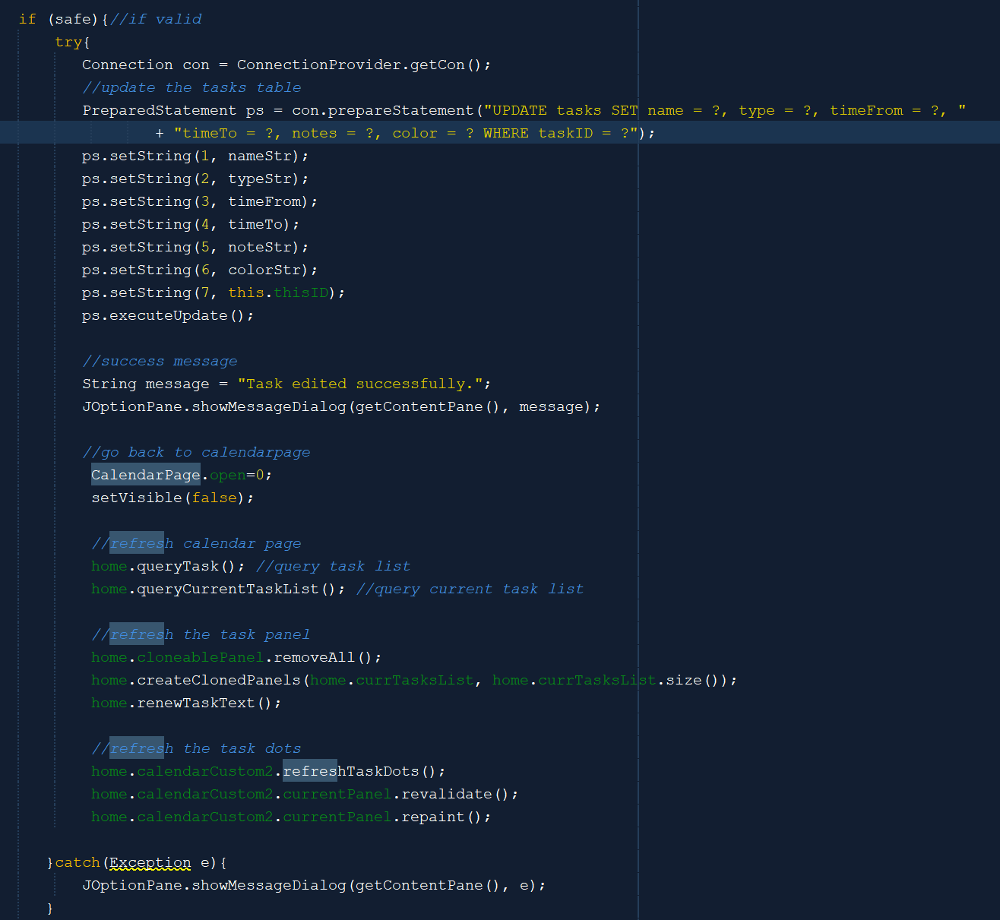 if (safe){//if valid
try{
Connection con = ConnectionProvider.getCon();
//update the tasks table
PreparedStatement ps = con.prepareStatement("UPDATE tasks SET name = ?, type = ?, timeFrom = ?, "
+ "timeTo = ?, notes = ?, color = ? WHERE taskID = ?");
ps.setString(1, nameStr);
ps.setString(2, typeStr);
ps.setString(3, timeFrom);
ps.setString(4, timeTo);
ps.setString(5, noteStr);
ps.setString(6, colorStr);
ps.setString(7, this.thisID);
ps.executeUpdate();
//success message
String message = "Task edited successfully.";
JOptionPane.showMessageDialog(getContentPane(), message);
//go back to calendarpage
CalendarPage.open=0;
setVisible(false);
//refresh calendar page
home.queryTask(); //query task list
home.queryCurrentTaskList(); //query current task list
//refresh the task panel
home.cloneablePanel.removeAll();
home.createClonedPanels(home.currTasksList, home.currTasksList.size());
home.renewTaskText();
//refresh the task dots
home.calendarCustom2.refreshTaskDots();
home.calendarCustom2.currentPanel.revalidate();
home.calendarCustom2.currentPanel.repaint();
}catch(Exception e){
JOptionPane.showMessageDialog(getContentPane(), e);
}